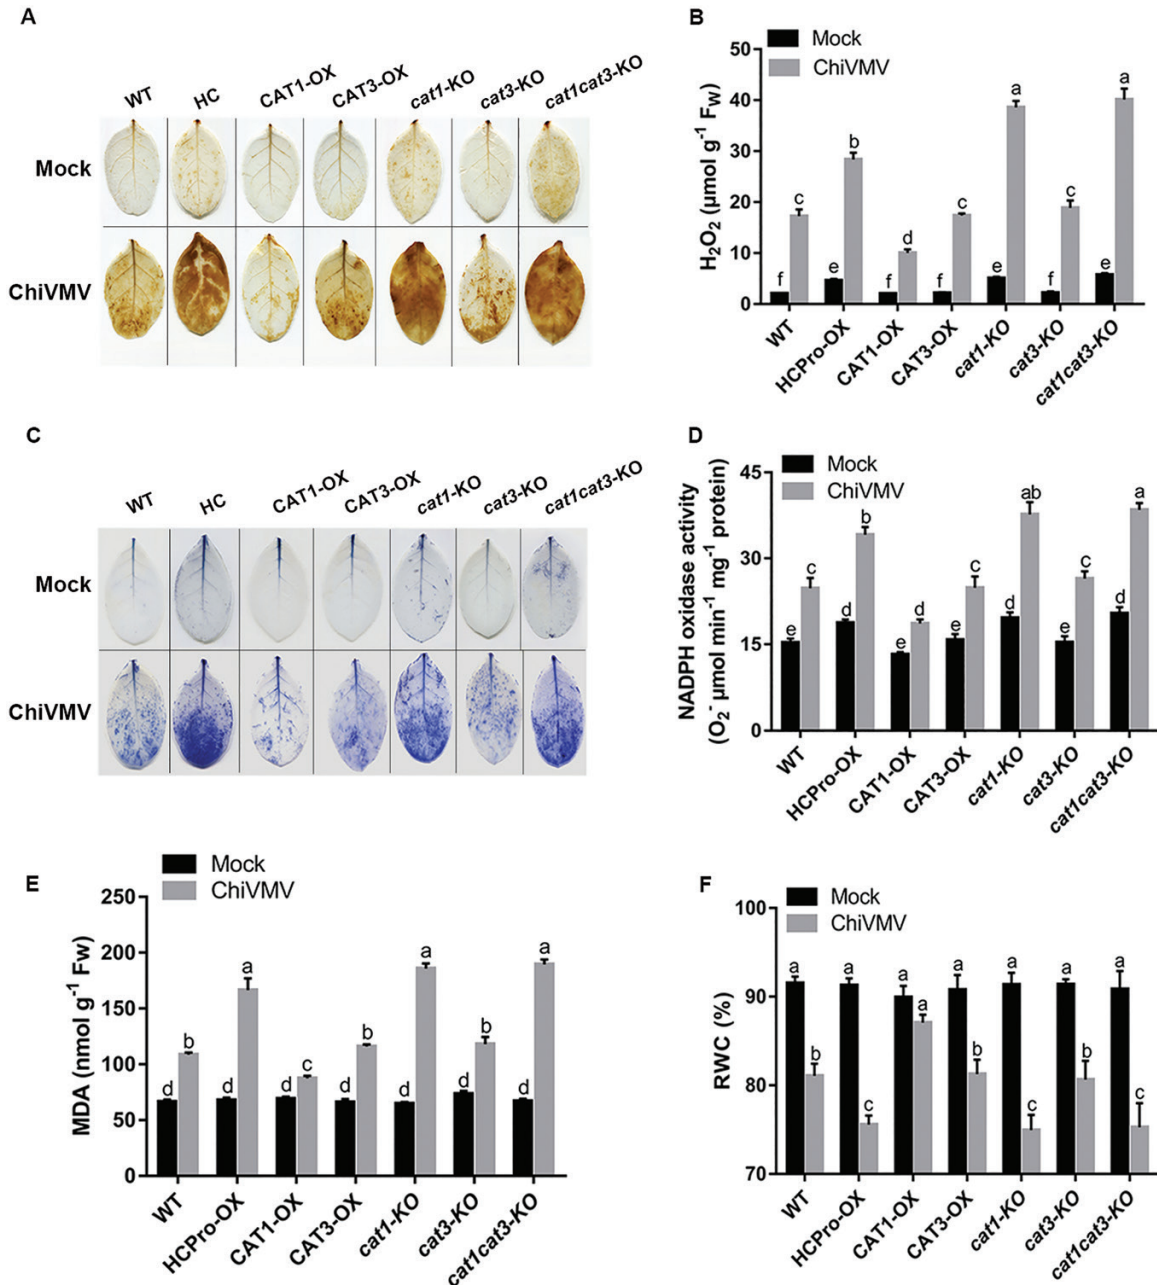 A
WT
HC
CAT1-OX
CAT3-OX
cat1-KO
cat3-KO
cat1cat3-KO
Mock
ChiVMV
B
Mock
ChiVMV
H₂O₂ (µmol g⁻¹ Fw)
50
40
30
20
10
0
f c
e b
f d
f c
e a
f c
e a
WT
HCPro-OX
CAT1-OX
CAT3-OX
cat1-KO
cat3-KO
cat1cat3-KO
C
WT
HC
CAT1-OX
CAT3-OX
cat1-KO
cat3-KO
cat1cat3-KO
Mock
ChiVMV
D
Mock
ChiVMV
NADPH oxidase activity
(O₂⁻ µmol min⁻¹ mg⁻¹ protein)
45
30
15
0
e c
d b
e d
e c
d ab
e c
d a
WT
HCPro-OX
CAT1-OX
CAT3-OX
cat1-KO
cat3-KO
cat1cat3-KO
E
Mock
ChiVMV
MDA (nmol g⁻¹ Fw)
250
200
150
100
50
0
d b
d a
d c
d b
d a
d b
d a
WT
HCPro-OX
CAT1-OX
CAT3-OX
cat1-KO
cat3-KO
cat1cat3-KO
F
Mock
ChiVMV
RWC (%)
100
90
80
70
a b
a c
a a
a b
a c
a b
a c
WT
HCPro-OX
CAT1-OX
CAT3-OX
cat1-KO
cat3-KO
cat1cat3-KO